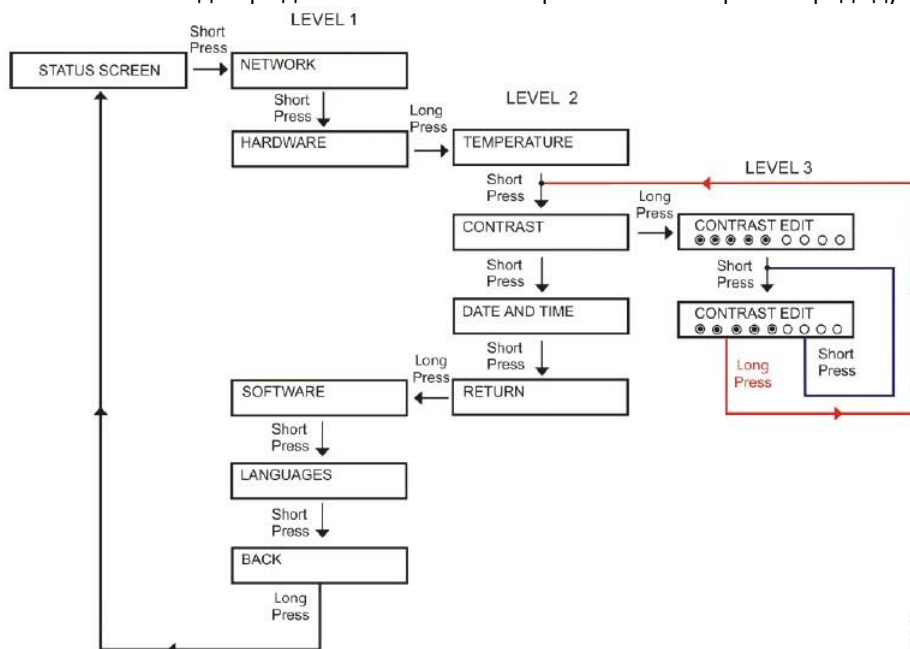 LEVEL 1
Short
Press
STATUS SCREEN
NETWORK
Short
Press
LEVEL 2
Long
Press
HARDWARE
TEMPERATURE
LEVEL 3
Short
Press
Long
Press
CONTRAST
CONTRAST EDIT
Short
Press
Short
Press
DATE AND TIME
CONTRAST EDIT
Short
Press
Long
Press
Long
Press
Short
Press
SOFTWARE
RETURN
Short
Press
LANGUAGES
Short
Press
BACK
Long
Press